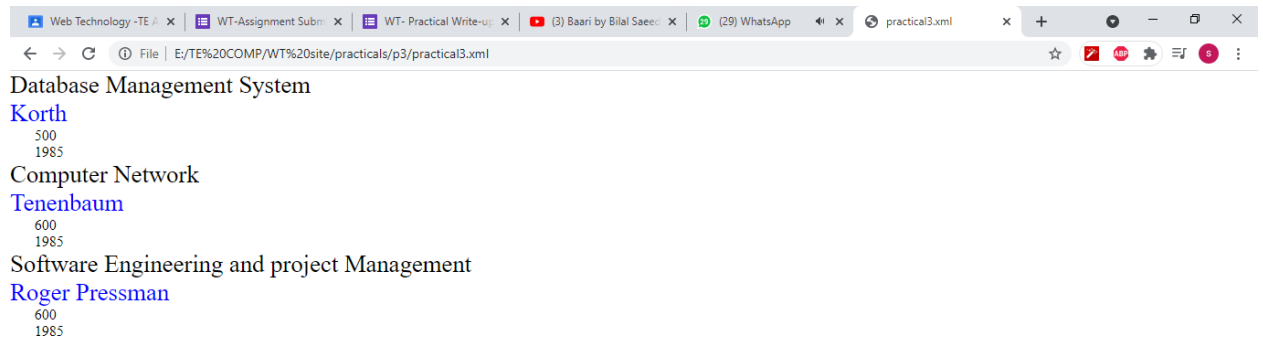 Web Technology -TE A
WT-Assignment Subm
WT- Practical Write-up
(3) Baari by Bilal Saeed
(29) WhatsApp
practical3.xml
File | E:/TE%20COMP/WT%20site/practicals/p3/practical3.xml
ABP
S
Database Management System
Korth
500
1985
Computer Network
Tenenbaum
600
1985
Software Engineering and project Management
Roger Pressman
600
1985